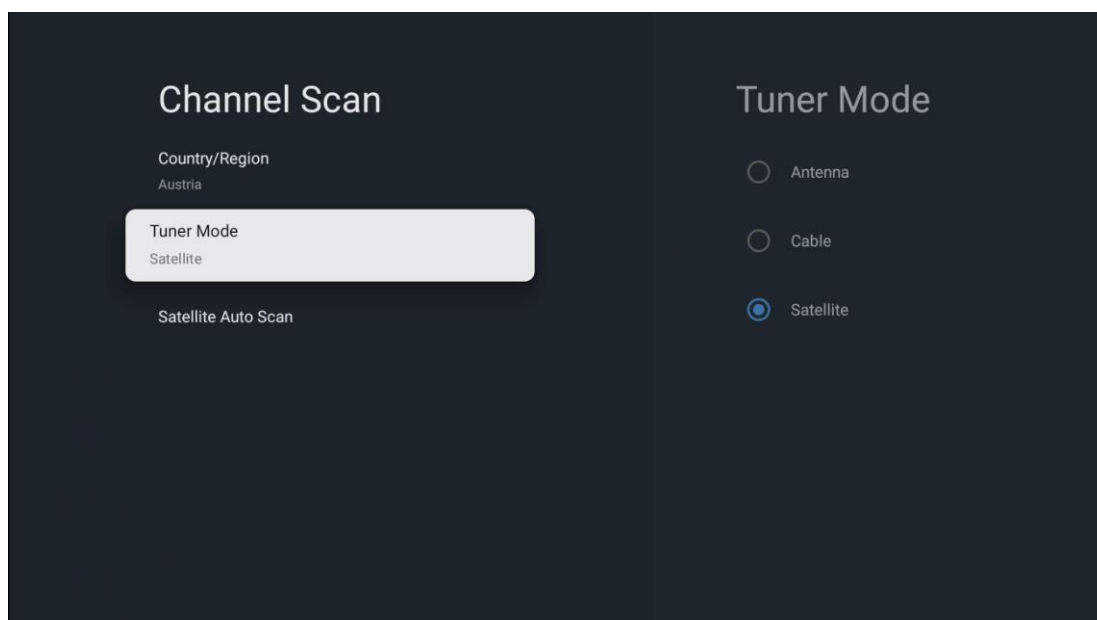 Channel Scan
Country/Region
Austria
Tuner Mode
Satellite
Satellite Auto Scan
Tuner Mode
Antenna
Cable
Satellite